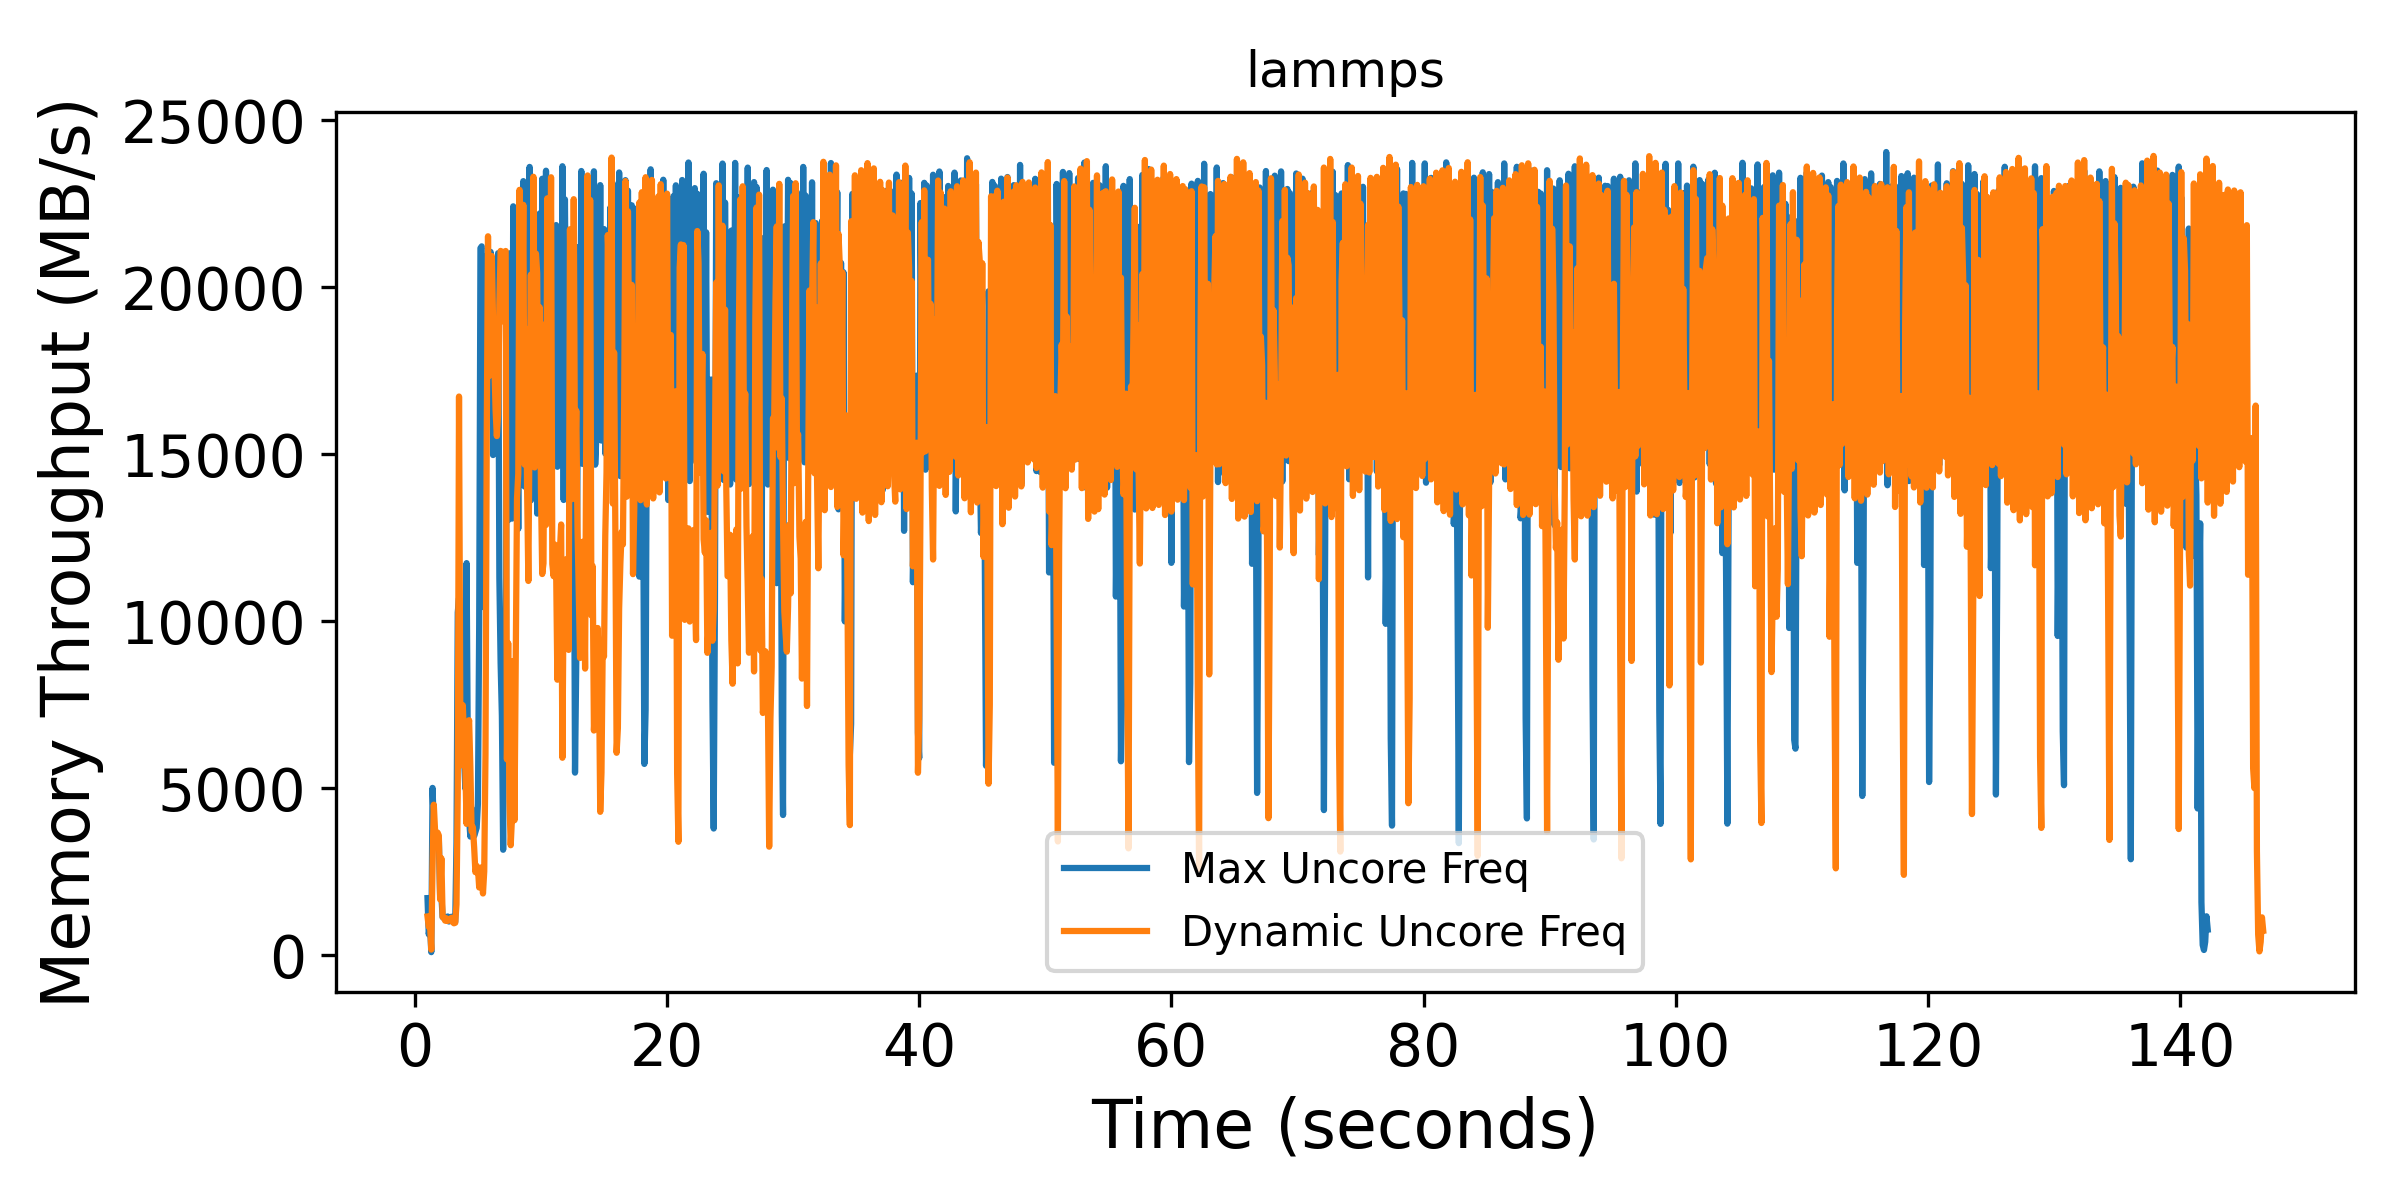 lammps
Memory Throughput (MB/s)
25000
20000
15000
10000
5000
0
Max Uncore Freq
Dynamic Uncore Freq
0 20 40 60 80 100 120 140
Time (seconds)